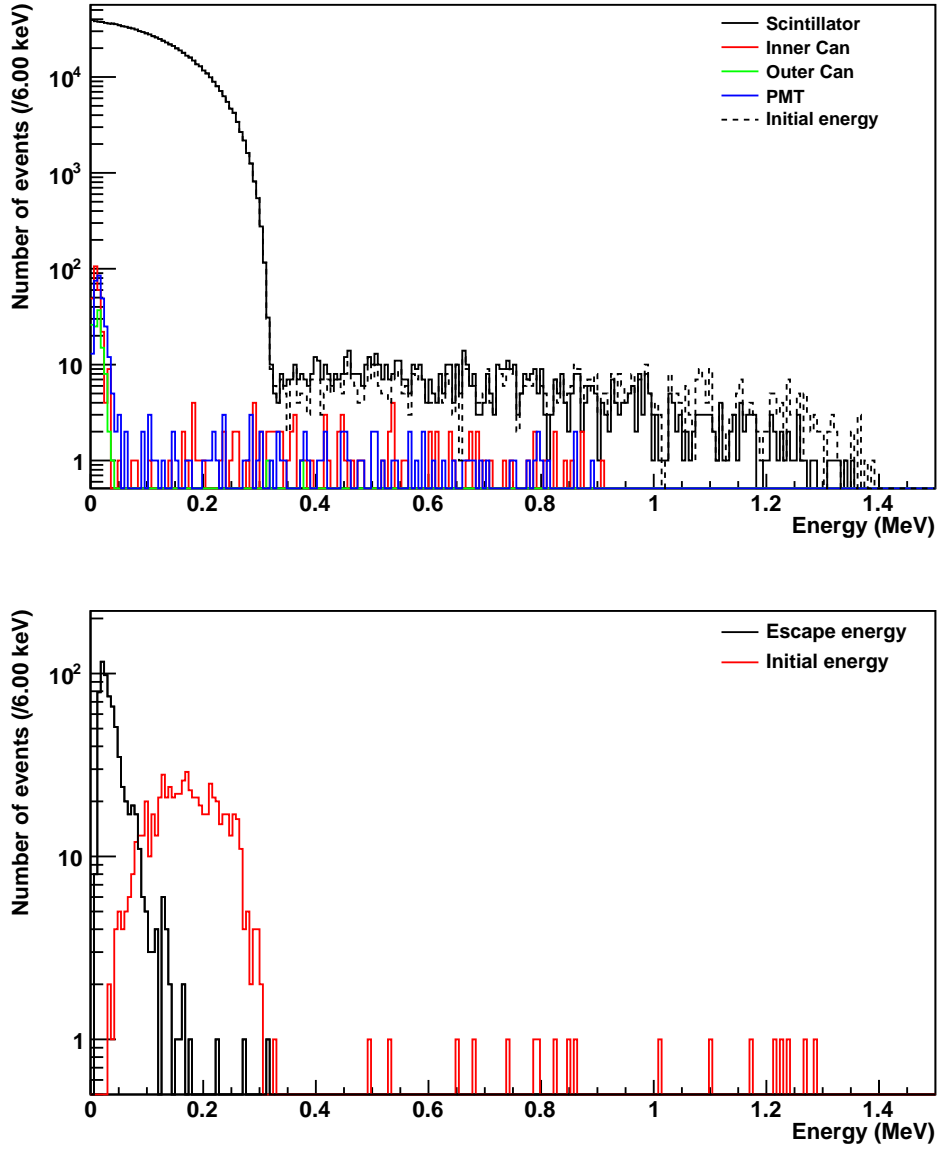 Number of events (/6.00 keV)
Scintillator
Inner Can
Outer Can
PMT
Initial energy
10^4
10^3
10^2
10
1
0 0.2 0.4 0.6 0.8 1 1.2 1.4
Energy (MeV)
Number of events (/6.00 keV)
Escape energy
Initial energy
10^2
10
1
0 0.2 0.4 0.6 0.8 1 1.2 1.4
Energy (MeV)